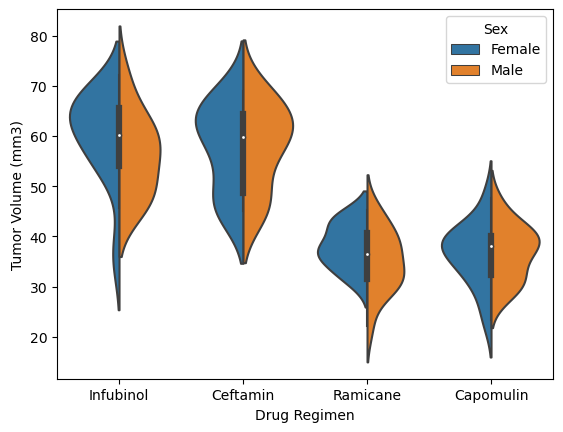 Sex
Female
Male
80
70
60
50
40
30
20
Tumor Volume (mm3)
Infubinol Ceftamin Ramicane Capomulin
Drug Regimen